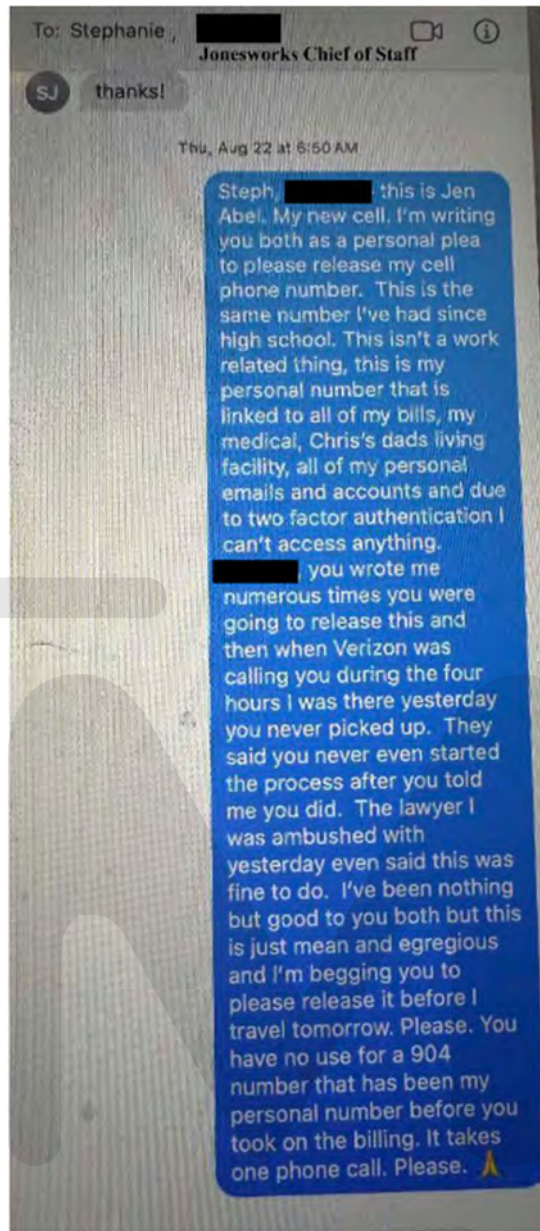 To: Stephanie ,
Jonesworks Chief of Staff
SJ
thanks!
Thu, Aug 22 at 6:50 AM
Steph, this is Jen
Abel. My new cell. I'm writing
you both as a personal plea
to please release my cell
phone number. This is the
same number I've had since
high school. This isn't a work
related thing, this is my
personal number that is
linked to all of my bills, my
medical, Chris's dads living
facility, all of my personal
emails and accounts and due
to two factor authentication I
can't access anything.
, you wrote me
numerous times you were
going to release this and
then when Verizon was
calling you during the four
hours I was there yesterday
you never picked up. They
said you never even started
the process after you told
me you did. The lawyer I
was ambushed with
yesterday even said this was
fine to do. I've been nothing
but good to you both but this
is just mean and egregious
and I'm begging you to
please release it before I
travel tomorrow. Please. You
have no use for a 904
number that has been my
personal number before you
took on the billing. It takes
one phone call. Please. 🙏